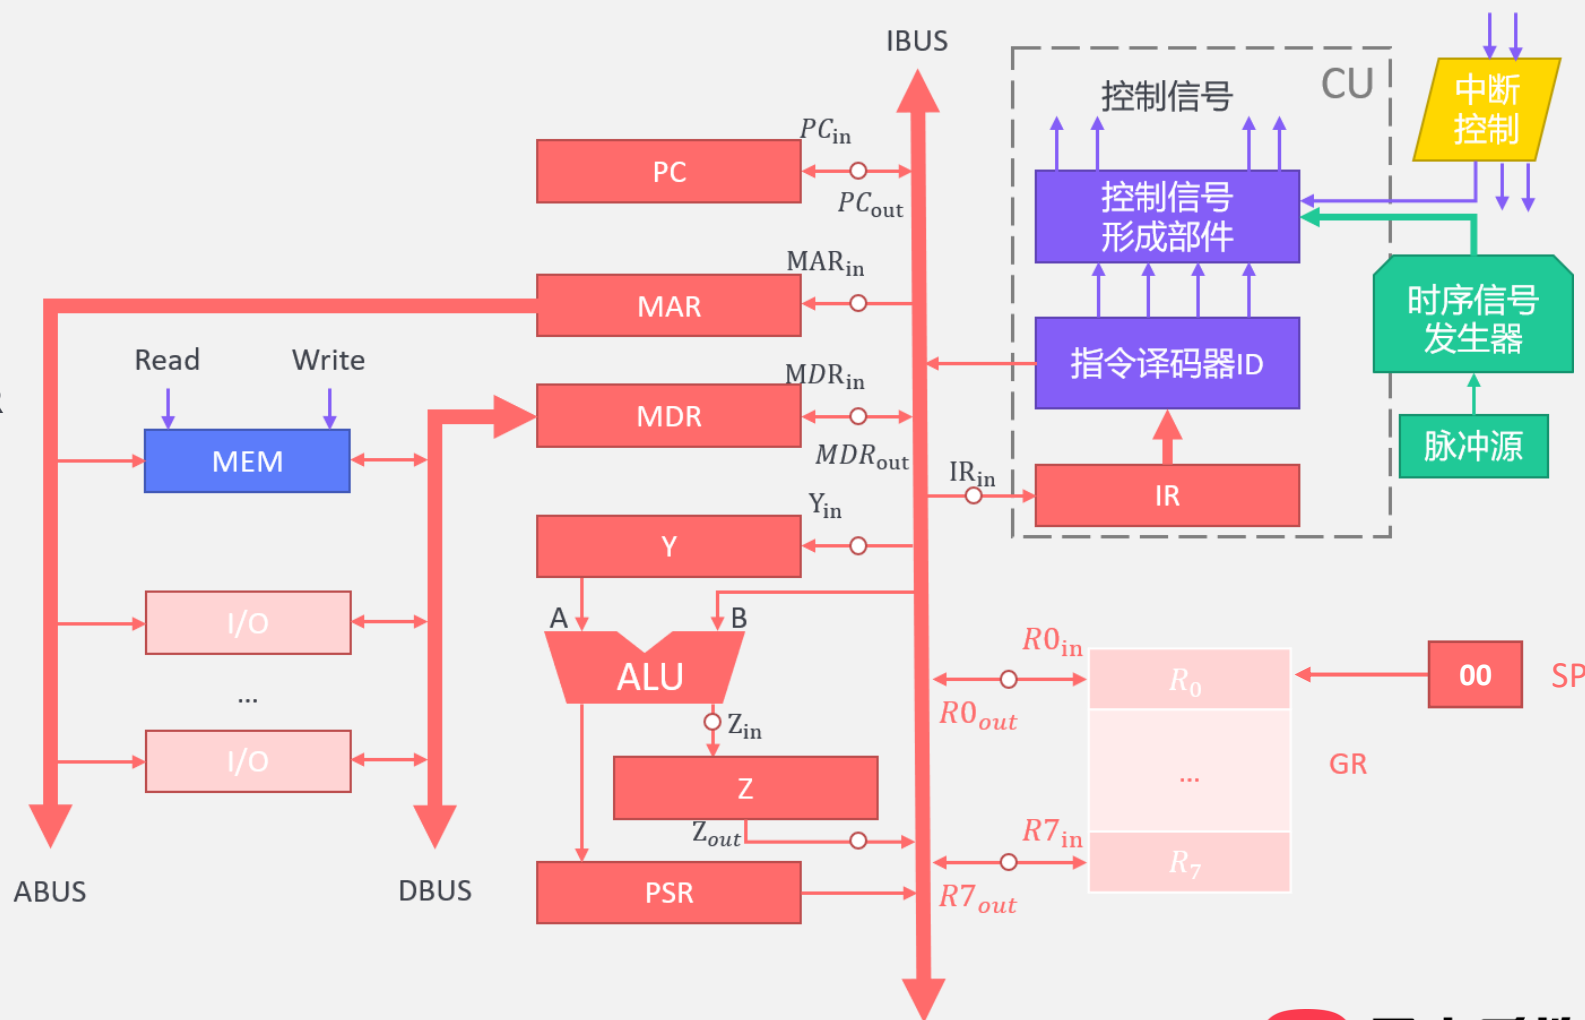 IBUS
控制信号
CU
中断
控制
PC
PCin
PCout
控制信号
形成部件
MARin
MAR
时序信号
发生器
Read
Write
指令译码器ID
MDRin
MDR
MDRout
脉冲源
MEM
IRin
IR
Yin
Y
A
B
I/O
ALU
R0in
R0
R0out
00
SP
...
Zin
I/O
Z
...
GR
Zout
R7in
R7
R7out
ABUS
DBUS
PSR